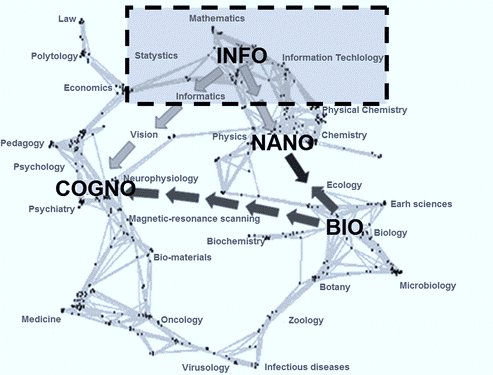 Law
Mathematics
Polytology
Statystics
INFO
Information Techlology
Economics
Informatics
Physical Chemistry
Vision
Physics
Chemistry
Pedagogy
NANO
Psychology
Neurophysiology
COGNO
Ecology
Psychiatry
Earh sciences
Magnetic-resonance scanning
BIO
Biology
Biochemistry
Bio-materials
Botany
Microbiology
Medicine
Oncology
Zoology
Virusology
Infectious diseases